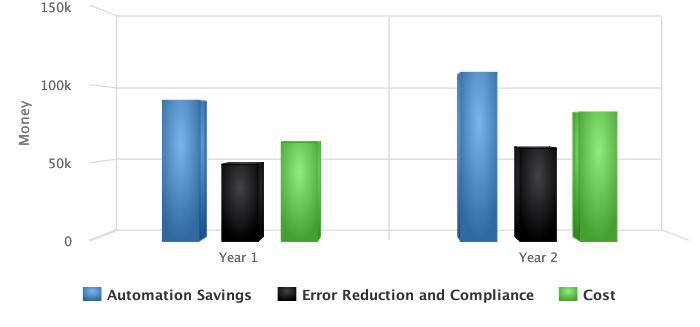 150k
100k
50k
0
Money
Year 1
Year 2
Automation Savings
Error Reduction and Compliance
Cost